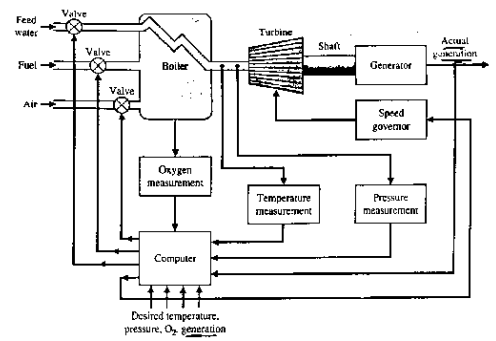 Feed
water
Valve
Fuel
Valve
Air
Valve
Boiler
Turbine
Shaft
Generator
Actual
generation
Speed
governor
Oxygen
measurement
Temperature
measurement
Pressure
measurement
Computer
Desired temperature,
pressure, O₂, generation